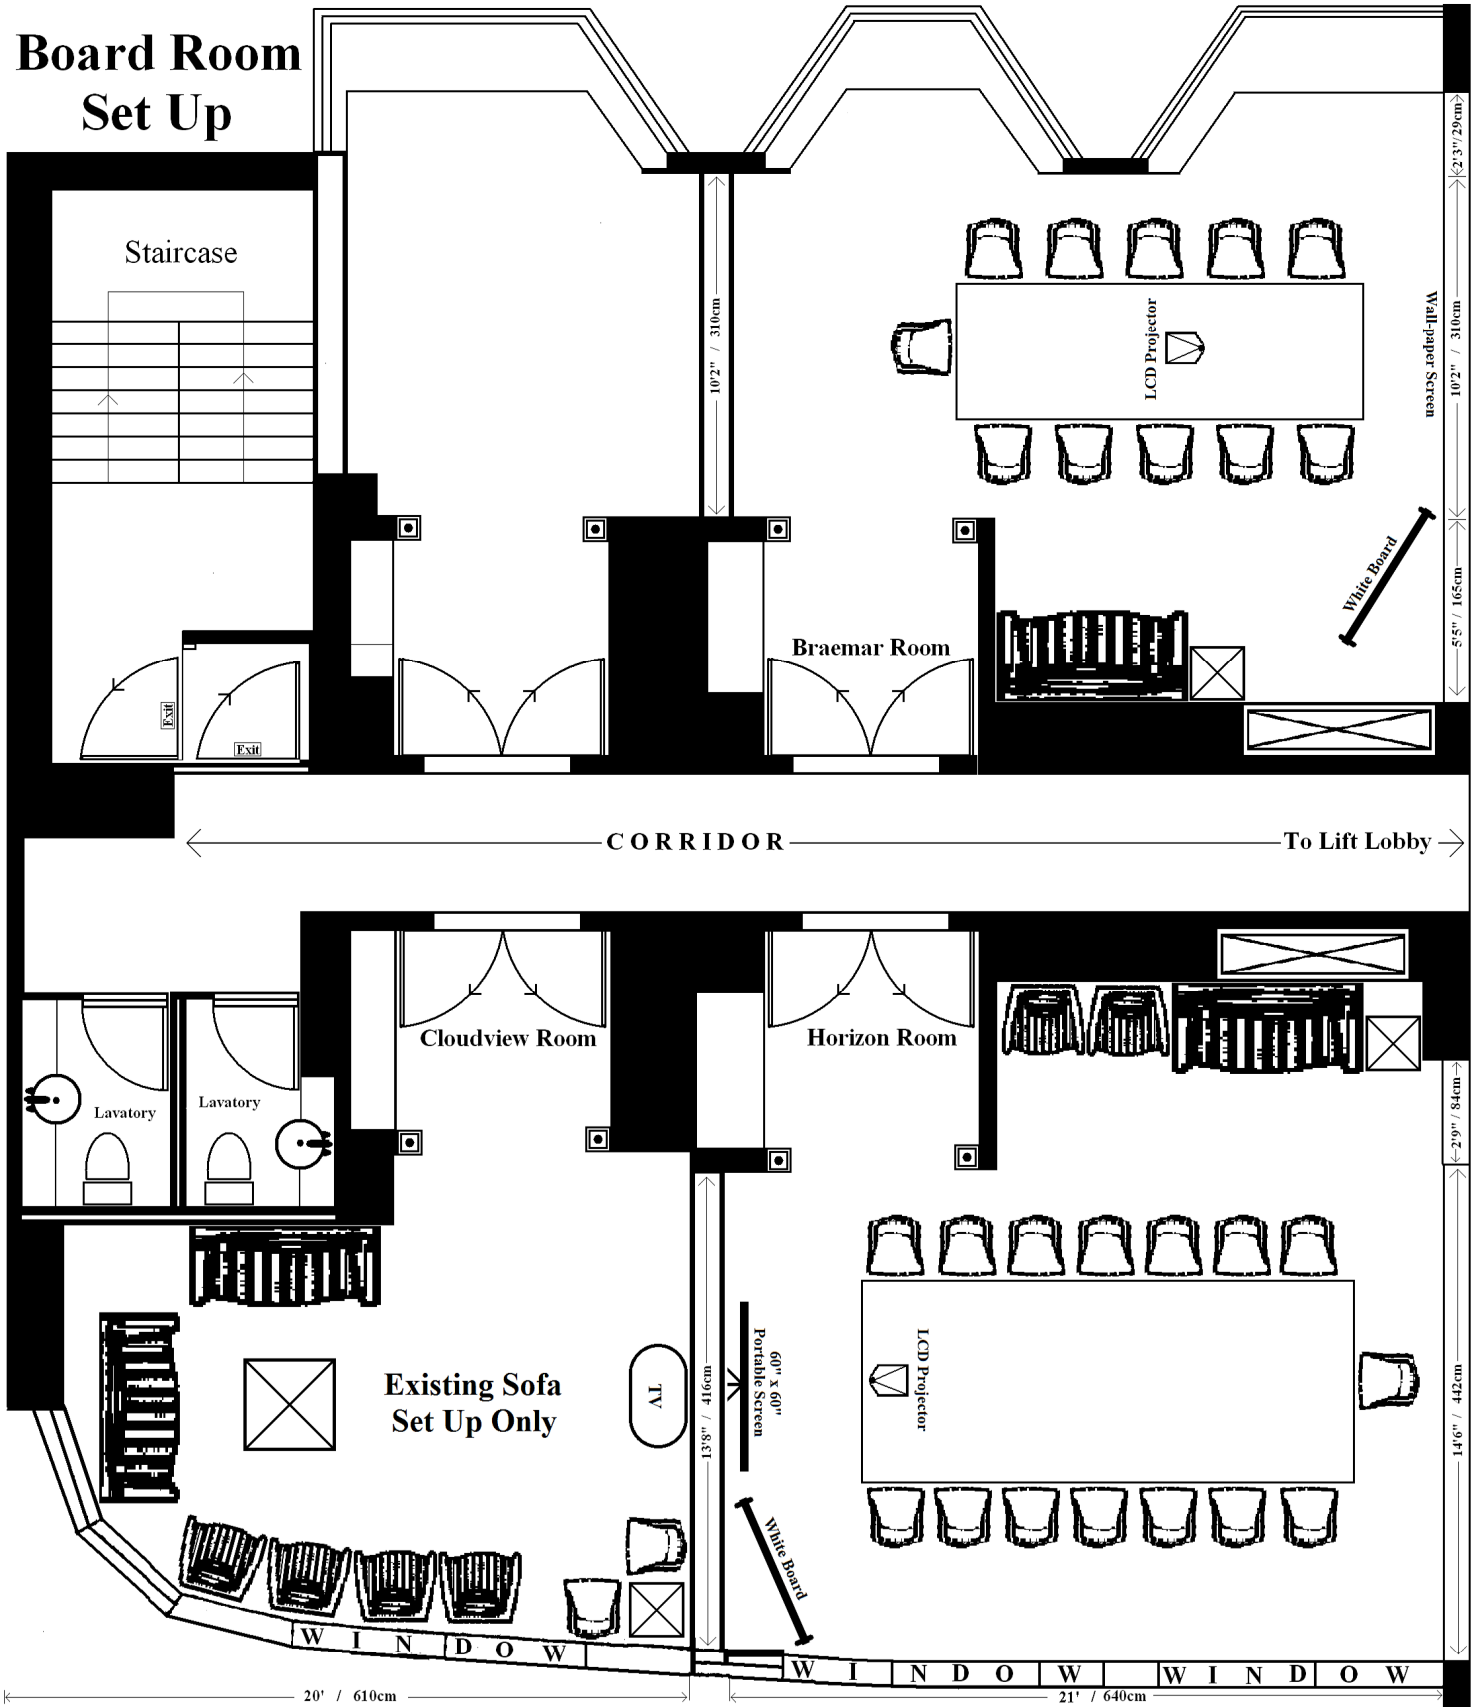 Board Room
Set Up
2'3"/29cm
Staircase
10'2" / 310cm
LCD Projector
Wall-paper Screen
10'2" / 310cm
White Board
5'5" / 165cm
Braemar Room
Exit
Exit
CORRIDOR
To Lift Lobby
Cloudview Room
Horizon Room
Lavatory
Lavatory
2'9" / 84cm
Existing Sofa
Set Up Only
TV
13'8" / 416cm
60" x 60"
Portable Screen
LCD Projector
14'6" / 442cm
White Board
WINDOW
WINDOW
WINDOW
20' / 610cm
21' / 640cm